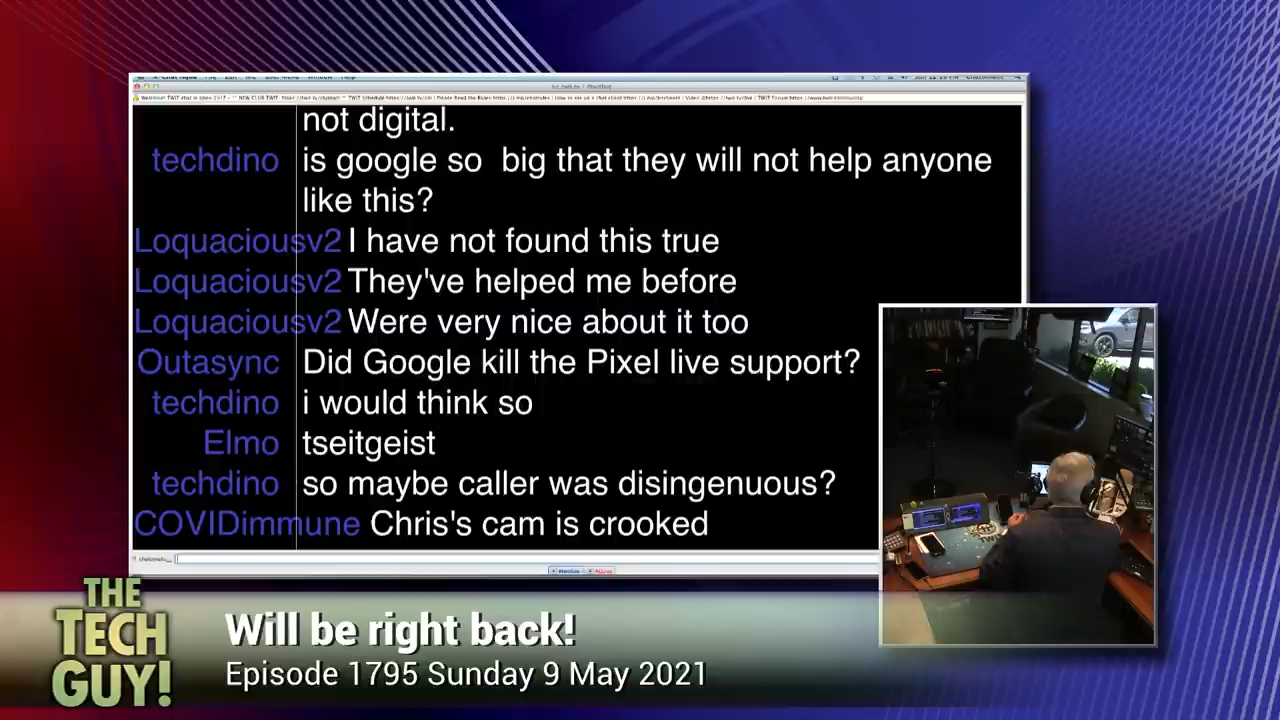 not digital.
techdino is google so big that they will not help anyone
like this?
Loquaciousv2 I have not found this true
Loquaciousv2 They've helped me before
Loquaciousv2 Were very nice about it too
Outasync Did Google kill the Pixel live support?
techdino i would think so
Elmo tseitgeist
techdino so maybe caller was disingenuous?
COVIDimmune Chris's cam is crooked
THE
TECH
GUY!
Will be right back!
Episode 1795 Sunday 9 May 2021